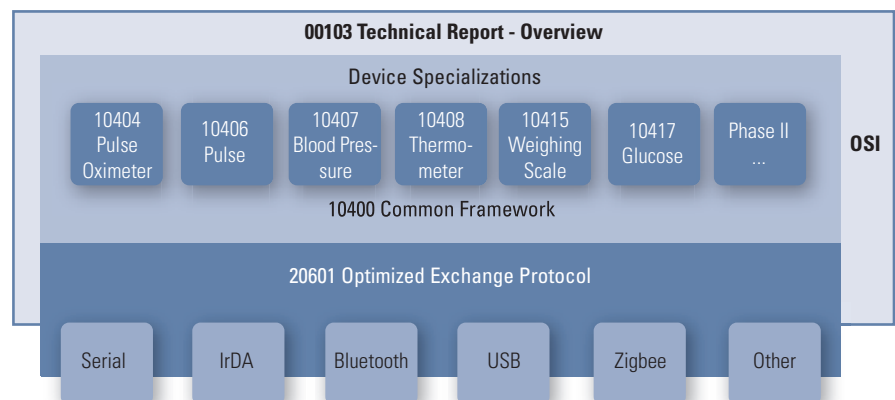 00103 Technical Report - Overview
Device Specializations
10404
Pulse
Oximeter
10406
Pulse
10407
Blood Pres-
sure
10408
Thermo-
meter
10415
Weighing
Scale
10417
Glucose
Phase II
...
OSI
10400 Common Framework
20601 Optimized Exchange Protocol
Serial
IrDA
Bluetooth
USB
Zigbee
Other